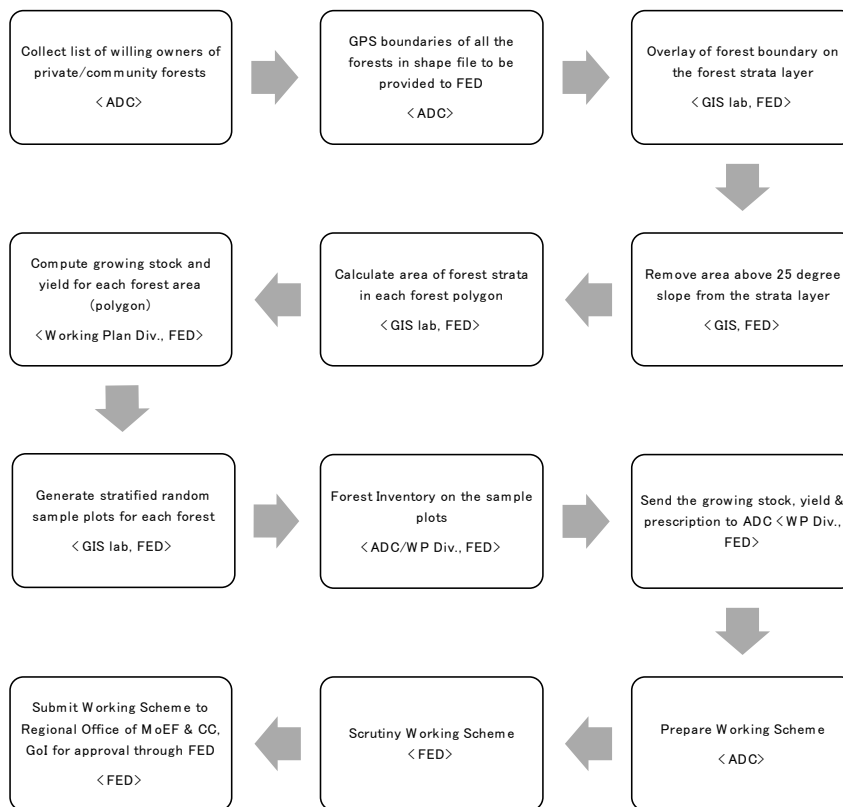 Collect list of willing owners of
private/community forests
<ADC>
GPS boundaries of all the
forests in shape file to be
provided to FED
<ADC>
Overlay of forest boundary on
the forest strata layer
<GIS lab, FED>
Remove area above 25 degree
slope from the strata layer
<GIS, FED>
Calculate area of forest strata
in each forest polygon
<GIS lab, FED>
Compute growing stock and
yield for each forest area
(polygon)
<Working Plan Div., FED>
Generate stratified random
sample plots for each forest
<GIS lab, FED>
Forest Inventory on the sample
plots
<ADC/WP Div., FED>
Send the growing stock, yield &
prescription to ADC <WP Div.,
FED>
Prepare Working Scheme
<ADC>
Scrutiny Working Scheme
<FED>
Submit Working Scheme to
Regional Office of MoEF & CC,
GoI for approval through FED
<FED>